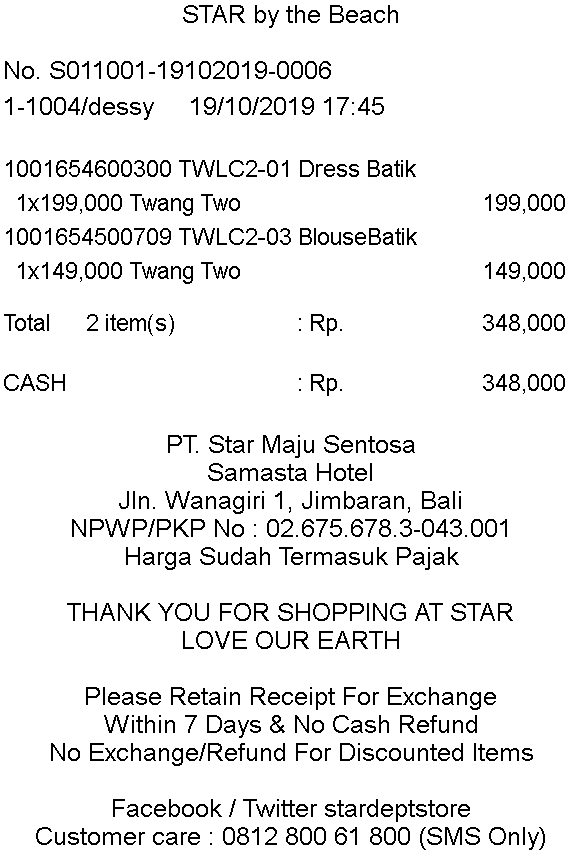 STAR by the Beach
No. S011001-19102019-0006
1-1004/dessy 19/10/2019 17:45
1001654600300 TWLC2-01 Dress Batik
1x199,000 Twang Two 199,000
1001654500709 TWLC2-03 BlouseBatik
1x149,000 Twang Two 149,000
Total 2 item(s) : Rp. 348,000
CASH : Rp. 348,000
PT. Star Maju Sentosa
Samasta Hotel
Jln. Wanagiri 1, Jimbaran, Bali
NPWP/PKP No : 02.675.678.3-043.001
Harga Sudah Termasuk Pajak
THANK YOU FOR SHOPPING AT STAR
LOVE OUR EARTH
Please Retain Receipt For Exchange
Within 7 Days & No Cash Refund
No Exchange/Refund For Discounted Items
Facebook / Twitter stardeptstore
Customer care : 0812 800 61 800 (SMS Only)